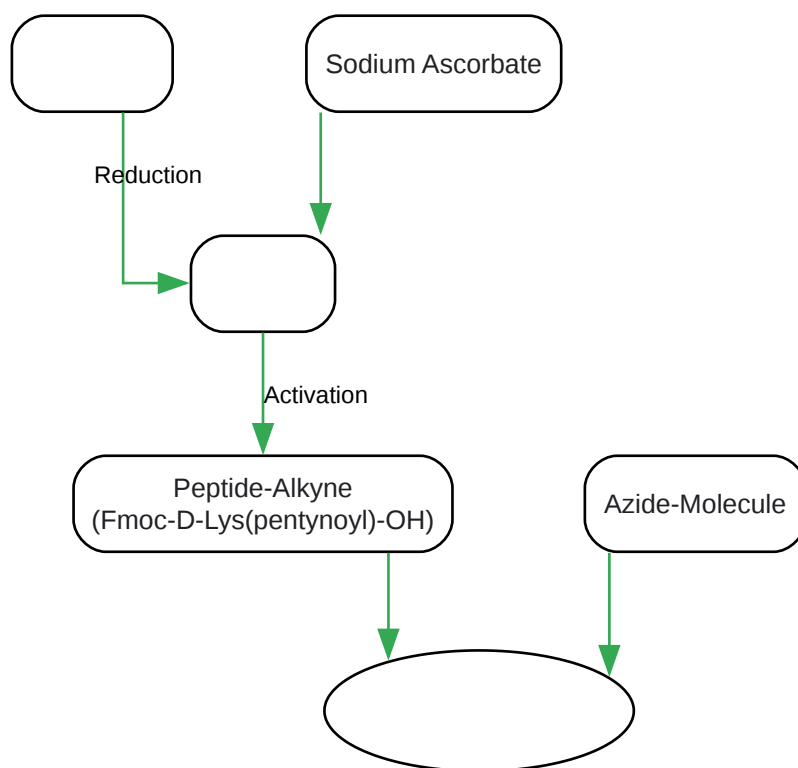 Sodium Ascorbate
Reduction
Activation
Peptide-Alkyne
(Fmoc-D-Lys(pentynoyl)-OH)
Azide-Molecule